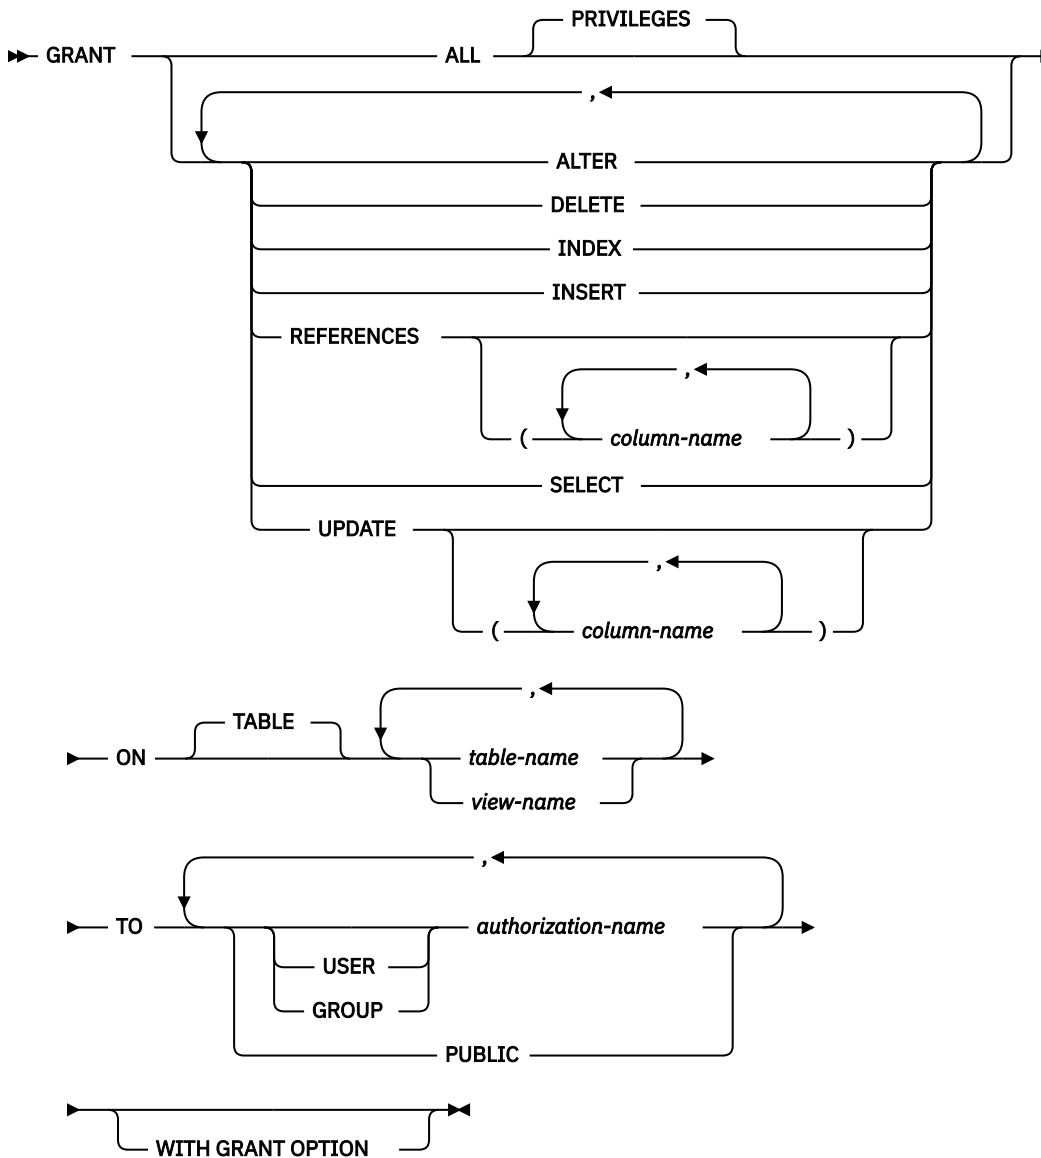 PRIVILEGES
GRANT ALL
,
ALTER
DELETE
INDEX
INSERT
REFERENCES
,
( column-name )
SELECT
UPDATE
,
( column-name )
,
TABLE
ON table-name
view-name
,
TO authorization-name
USER
GROUP
PUBLIC
WITH GRANT OPTION